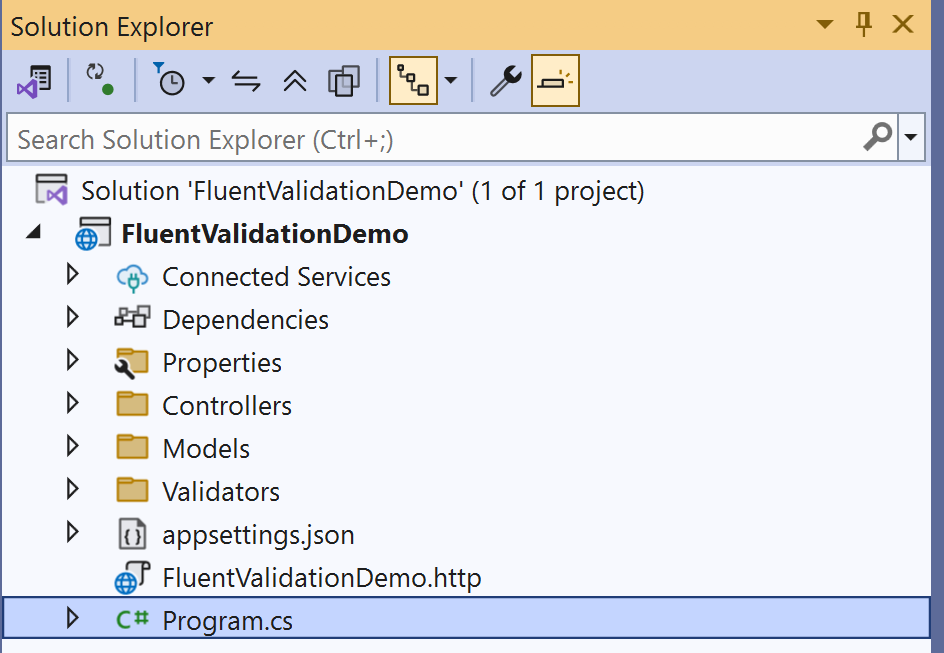 Solution Explorer
Search Solution Explorer (Ctrl+;)
Solution 'FluentValidationDemo' (1 of 1 project)
FluentValidationDemo
Connected Services
Dependencies
Properties
Controllers
Models
Validators
appsettings.json
FluentValidationDemo.http
C# Program.cs